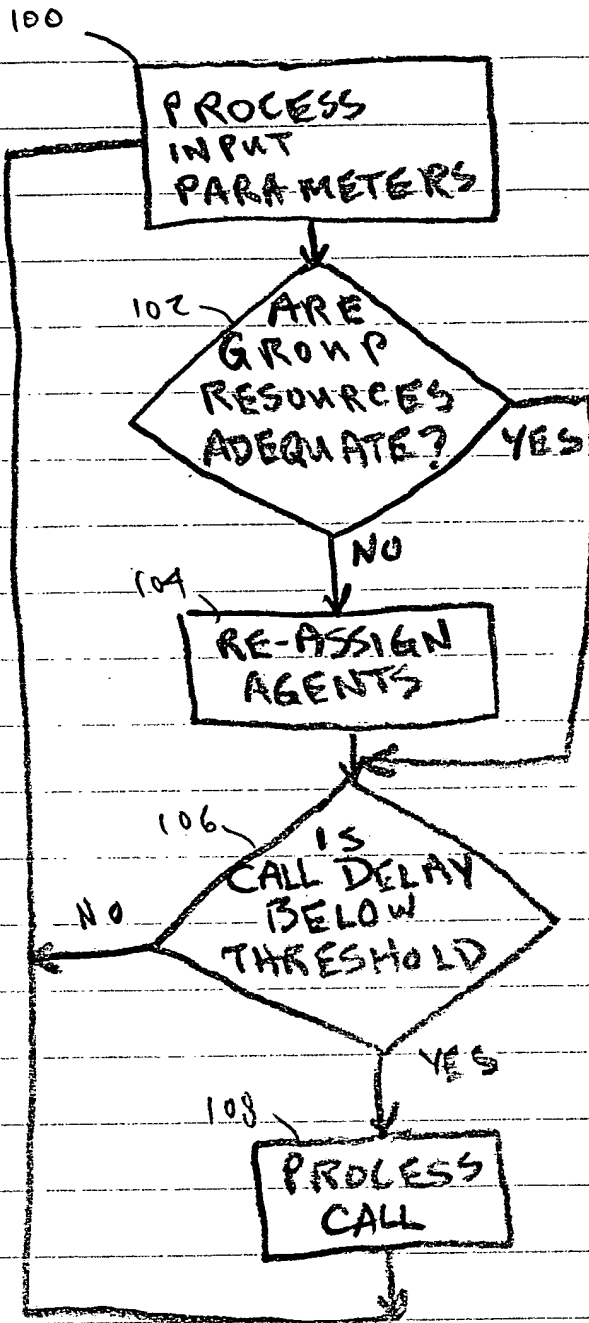 100
PROCESS
INPUT
PARAMETERS
102
ARE
GROUP
RESOURCES
ADEQUATE?
YES
NO
104
RE-ASSIGN
AGENTS
106
IS
CALL DELAY
BELOW
THRESHOLD
NO
YES
108
PROCESS
CALL